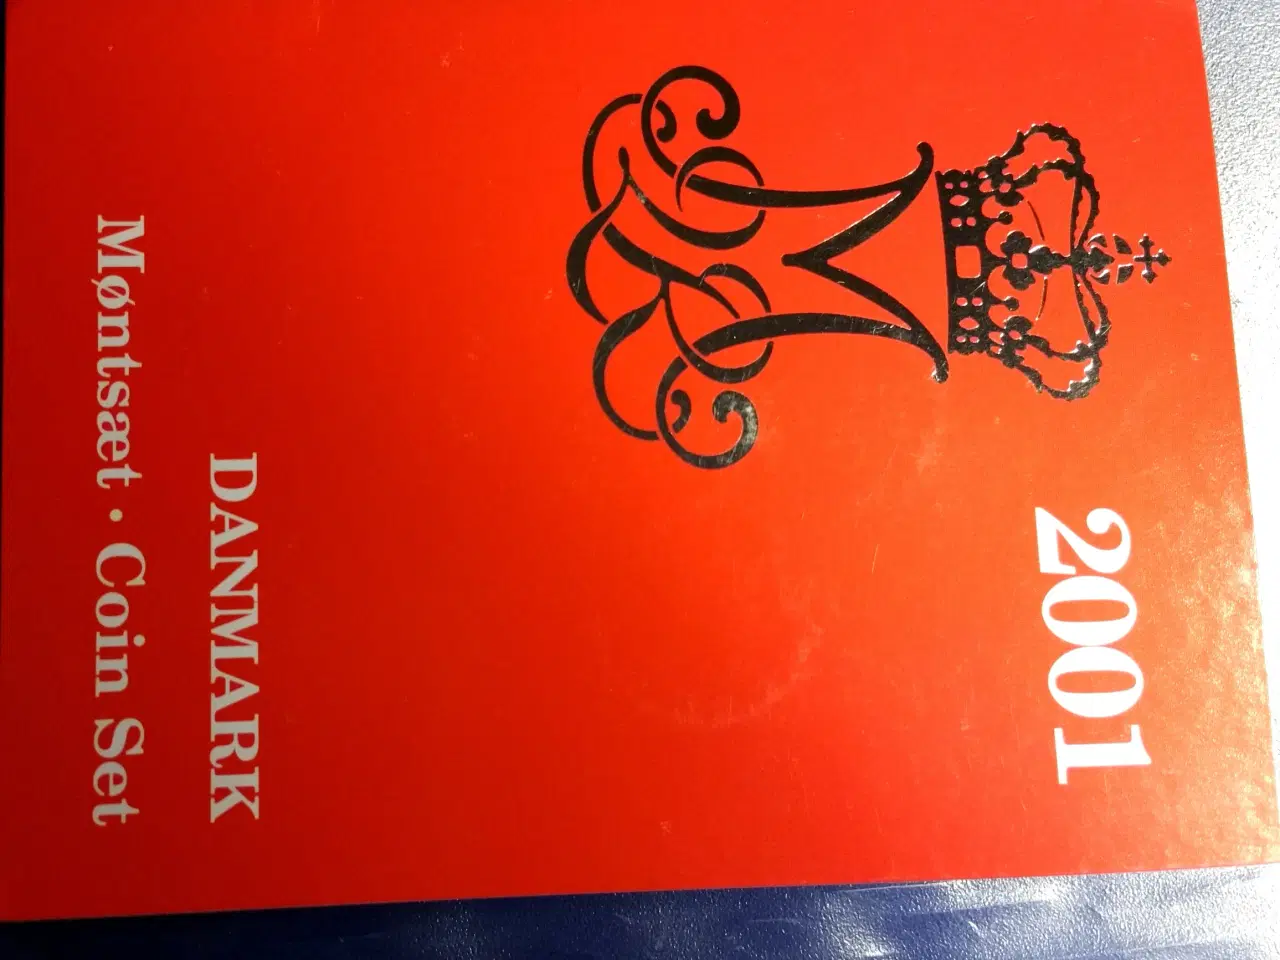 2001
DANMARK
Møntsæt · Coin Set